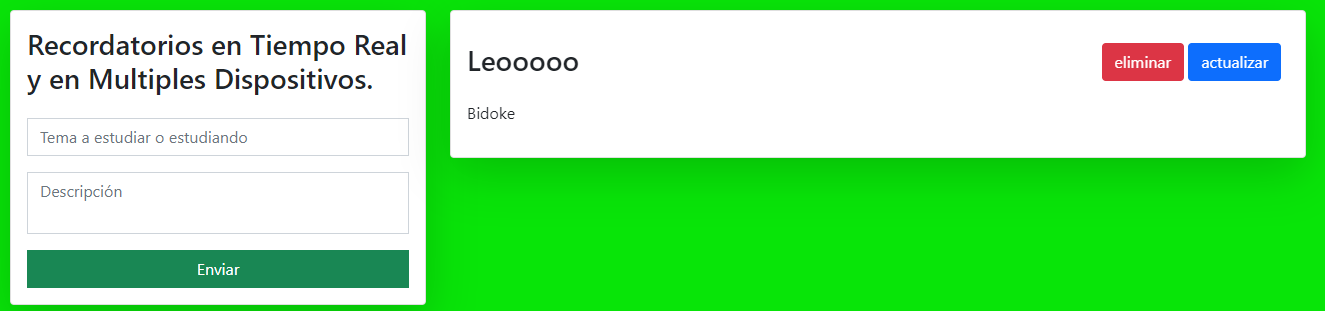 Recordatorios en Tiempo Real
y en Multiples Dispositivos.
Tema a estudiar o estudiando
Descripción
Enviar
Leooooo
eliminar
actualizar
Bidoke